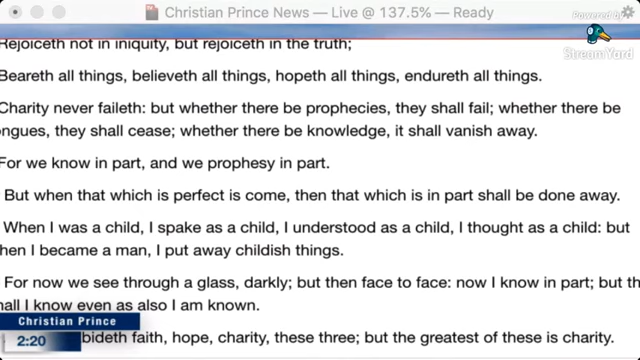 Christian Prince News — Live @ 137.5% — Ready
Powered by
StreamYard
Rejoiceth not in iniquity, but rejoiceth in the truth;
Beareth all things, believeth all things, hopeth all things, endureth all things.
Charity never faileth: but whether there be prophecies, they shall fail; whether there be
ongues, they shall cease; whether there be knowledge, it shall vanish away.
For we know in part, and we prophesy in part.
But when that which is perfect is come, then that which is in part shall be done away.
When I was a child, I spake as a child, I understood as a child, I thought as a child: but
hen I became a man, I put away childish things.
For now we see through a glass, darkly; but then face to face: now I know in part; but th
hall I know even as also I am known.
Christian Prince
2:20
bideth faith, hope, charity, these three; but the greatest of these is charity.